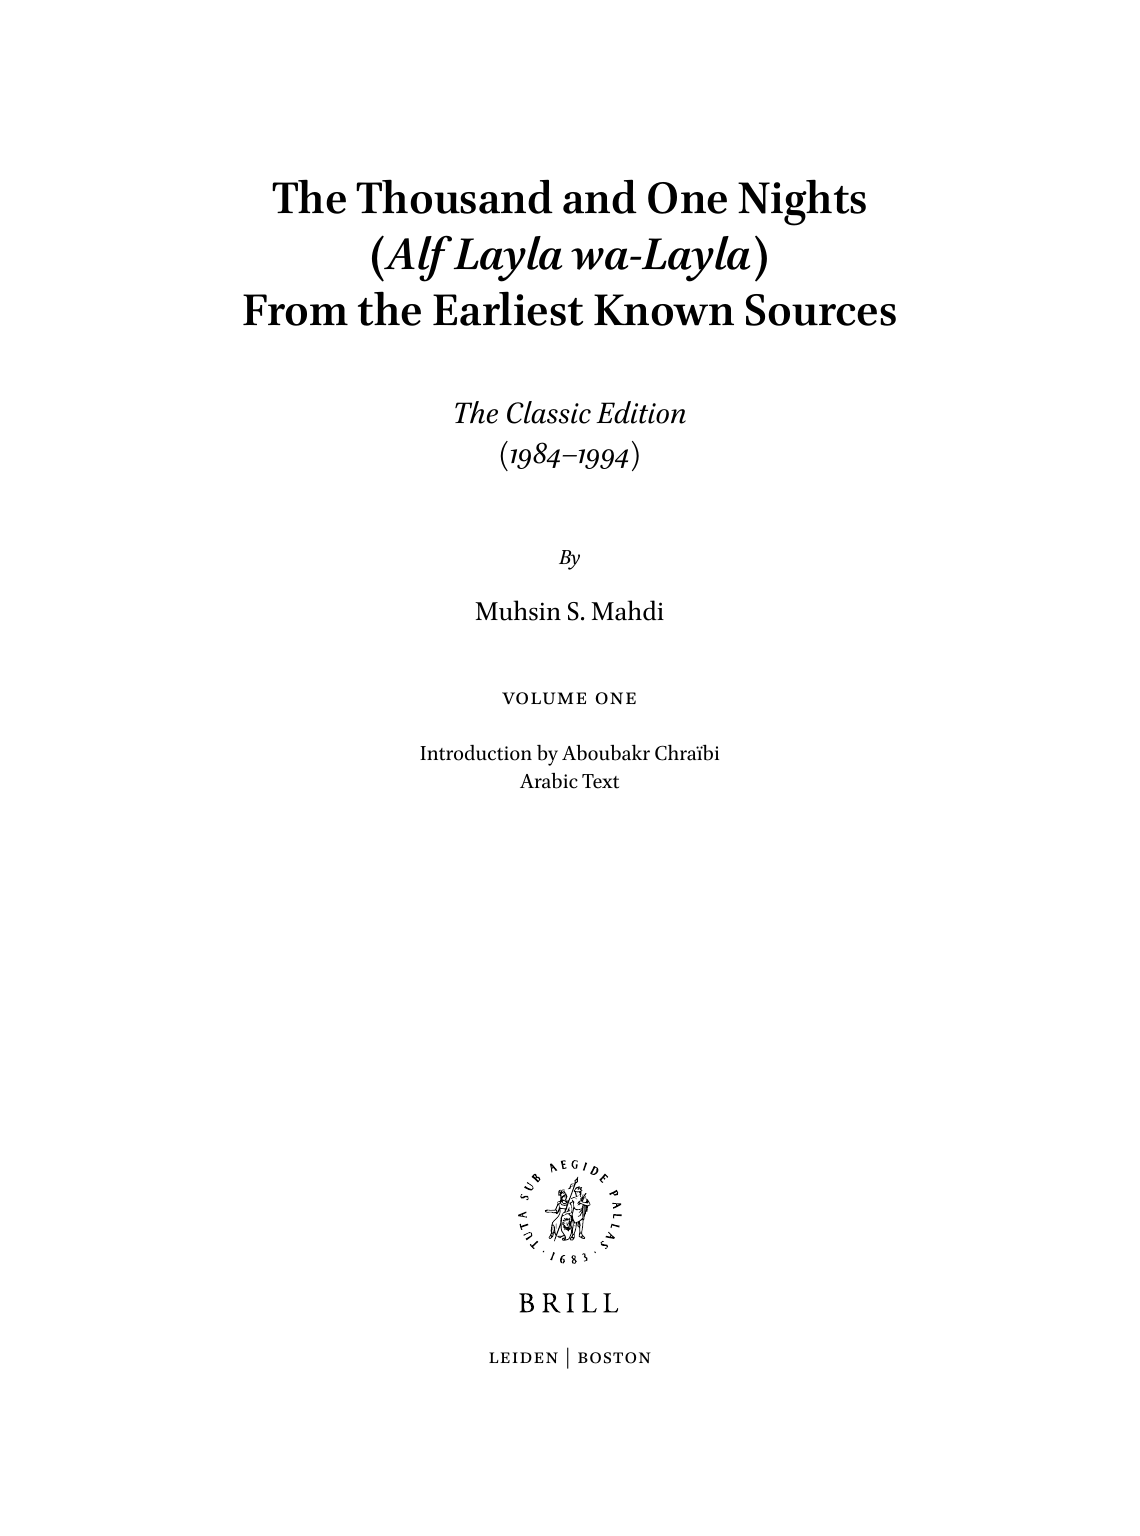 The Thousand and One Nights
(Alf Layla wa-Layla)
From the Earliest Known Sources
The Classic Edition
(1984–1994)
By
Muhsin S. Mahdi
VOLUME ONE
Introduction by Aboubakr Chraïbi
Arabic Text
TUTA SUB AEGIDE PALLAS · 1683 ·
BRILL
LEIDEN | BOSTON